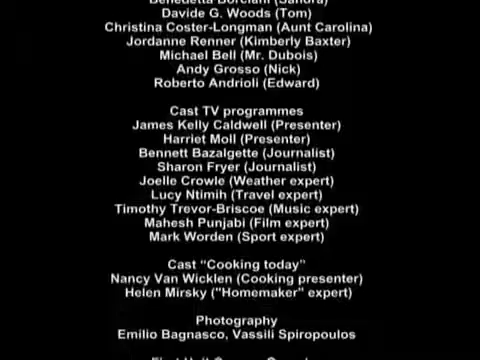 Benedetta Borciani (Sandra)
Davide G. Woods (Tom)
Christina Coster-Longman (Aunt Carolina)
Jordanne Renner (Kimberly Baxter)
Michael Bell (Mr. Dubois)
Andy Grosso (Nick)
Roberto Andrioli (Edward)
Cast TV programmes
James Kelly Caldwell (Presenter)
Harriet Moll (Presenter)
Bennett Bazalgette (Journalist)
Sharon Fryer (Journalist)
Joelle Crowle (Weather expert)
Lucy Ntimih (Travel expert)
Timothy Trevor-Briscoe (Music expert)
Mahesh Punjabi (Film expert)
Mark Worden (Sport expert)
Cast “Cooking today”
Nancy Van Wicklen (Cooking presenter)
Helen Mirsky ("Homemaker" expert)
Photography
Emilio Bagnasco, Vassili Spiropoulos